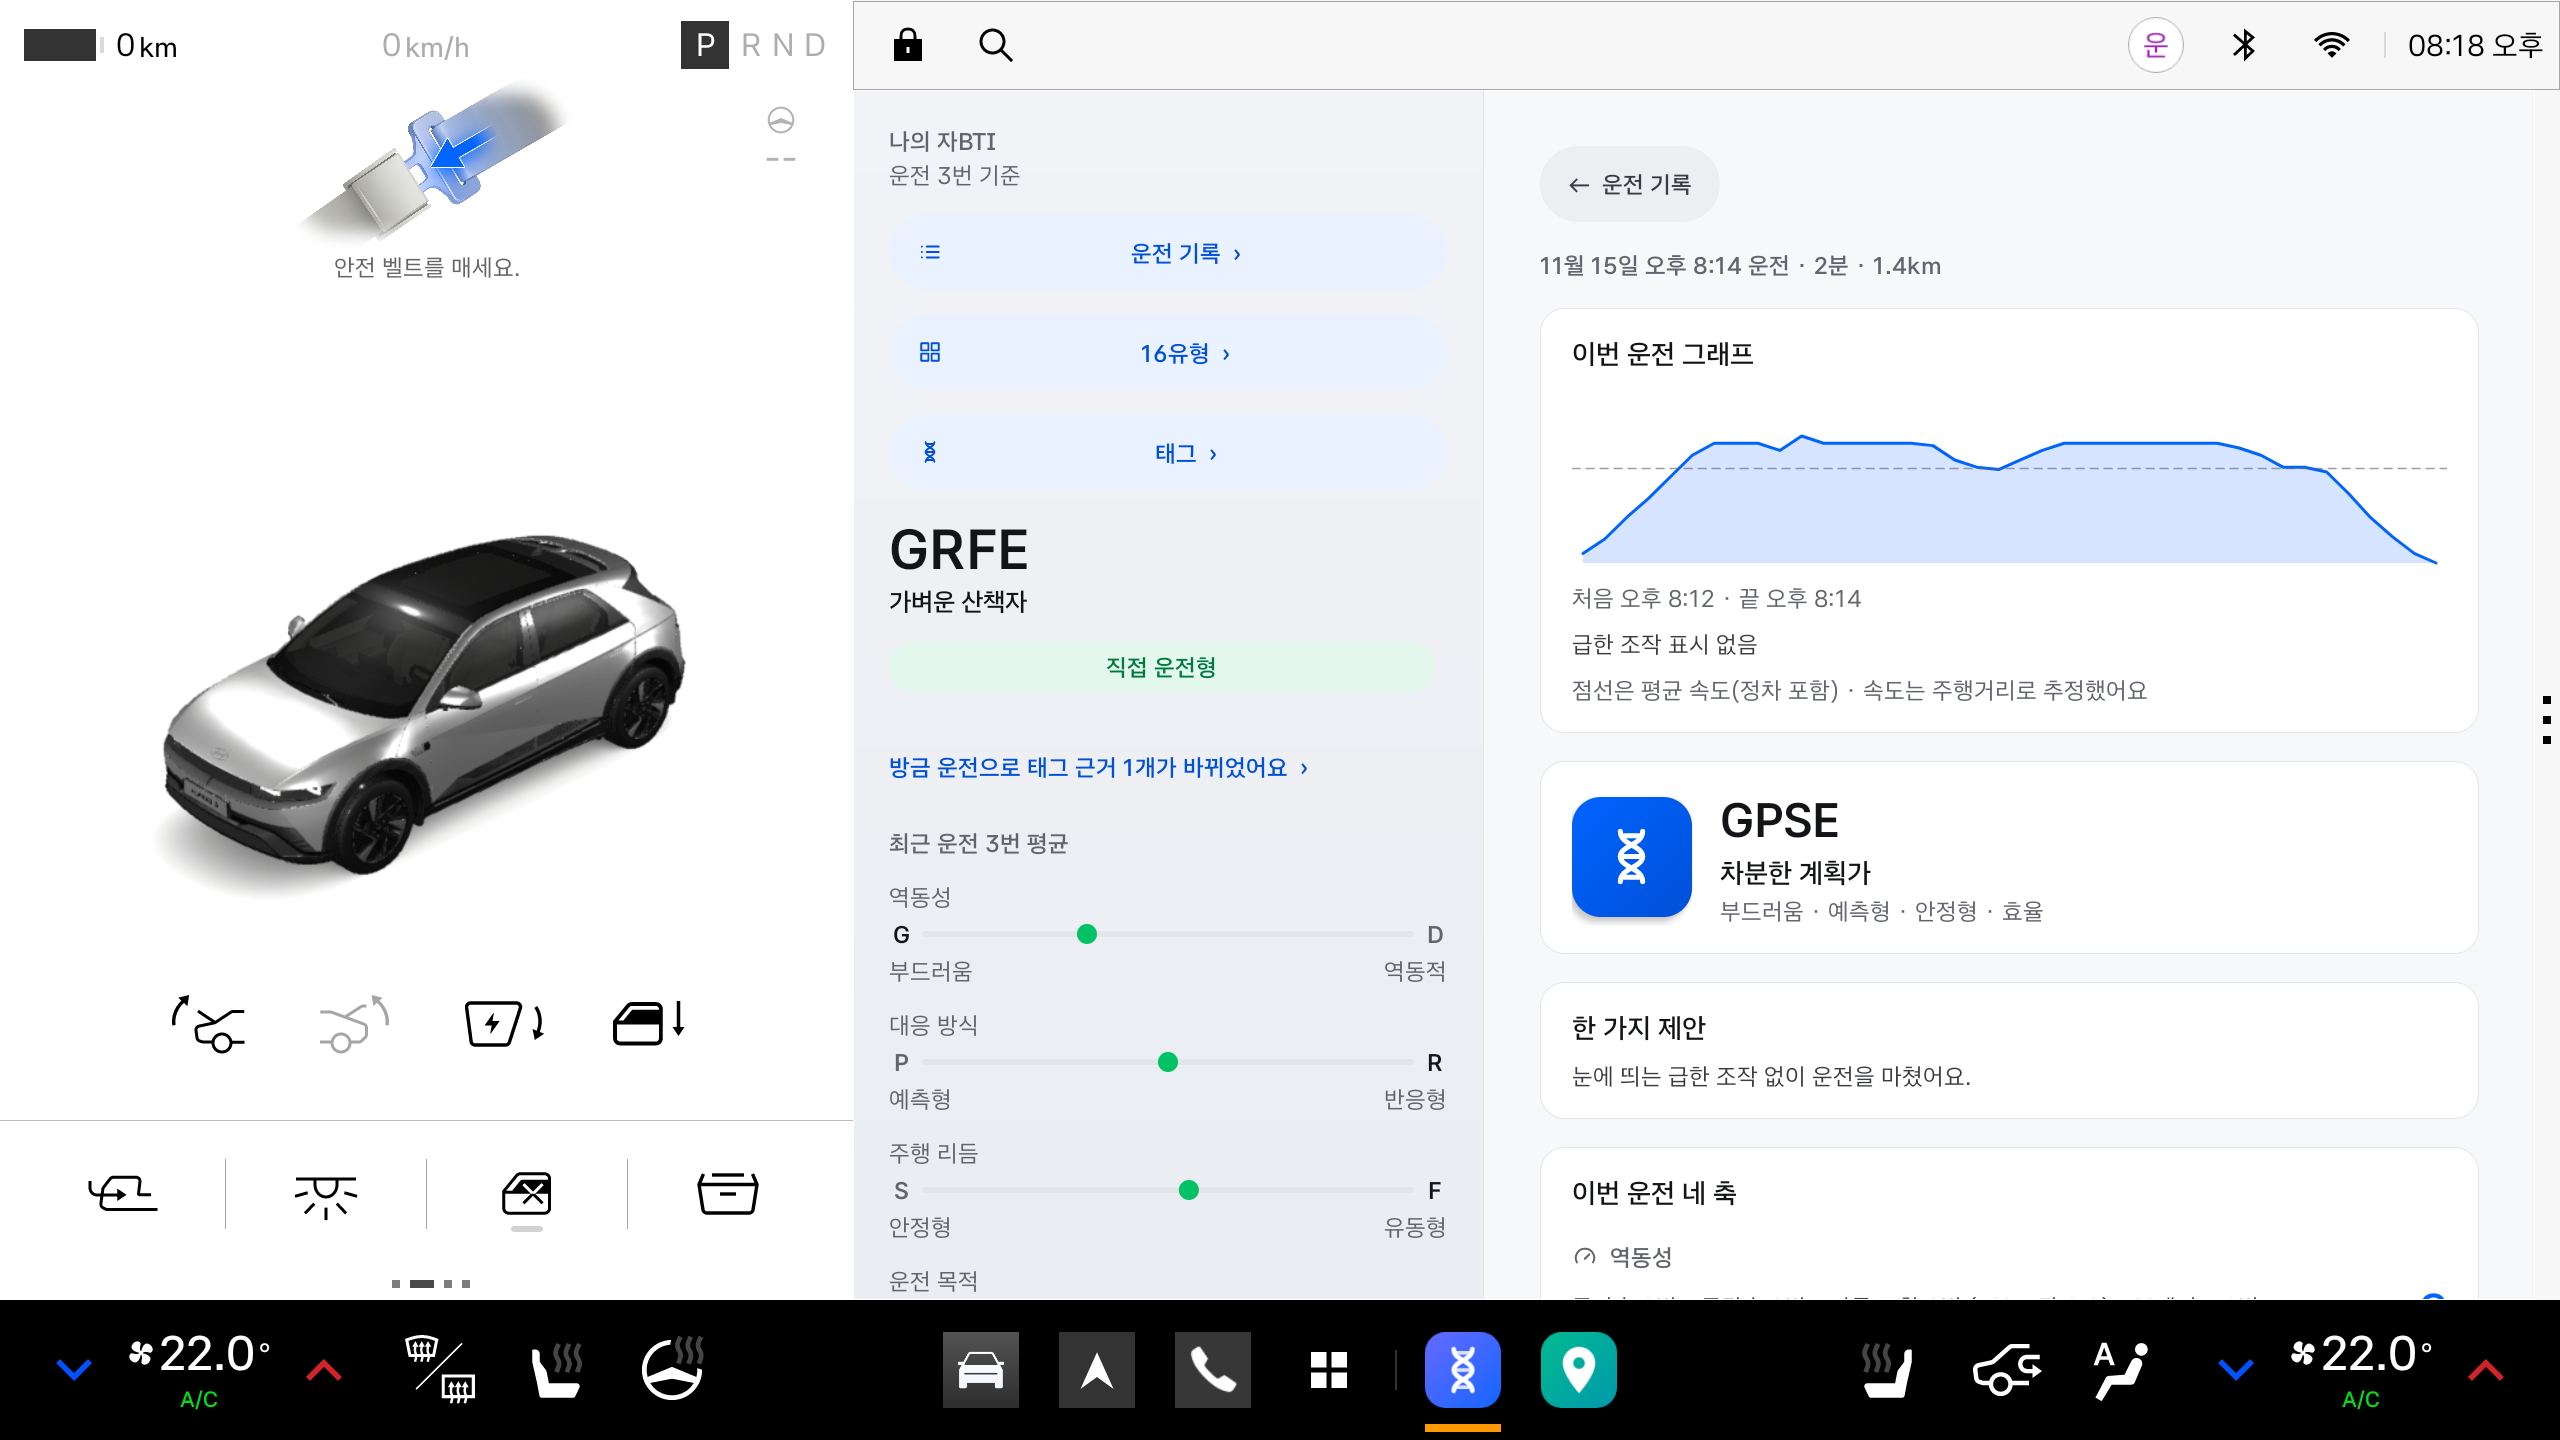 0 km
0 km/h
P R N D
안전 벨트를 매세요.
운
08:18 오후
나의 자BTI
운전 3번 기준
운전 기록 ›
16유형 ›
태그 ›
GRFE
가벼운 산책자
직접 운전형
방금 운전으로 태그 근거 1개가 바뀌었어요 ›
최근 운전 3번 평균
역동성
G D
부드러움 역동적
대응 방식
P R
예측형 반응형
주행 리듬
S F
안정형 유동형
운전 목적
← 운전 기록
11월 15일 오후 8:14 운전 · 2분 · 1.4km
이번 운전 그래프
처음 오후 8:12 · 끝 오후 8:14
급한 조작 표시 없음
점선은 평균 속도(정차 포함) · 속도는 주행거리로 추정했어요
GPSE
차분한 계획가
부드러움 · 예측형 · 안정형 · 효율
한 가지 제안
눈에 띄는 급한 조작 없이 운전을 마쳤어요.
이번 운전 네 축
역동성
22.0°
A/C
A
22.0°
A/C